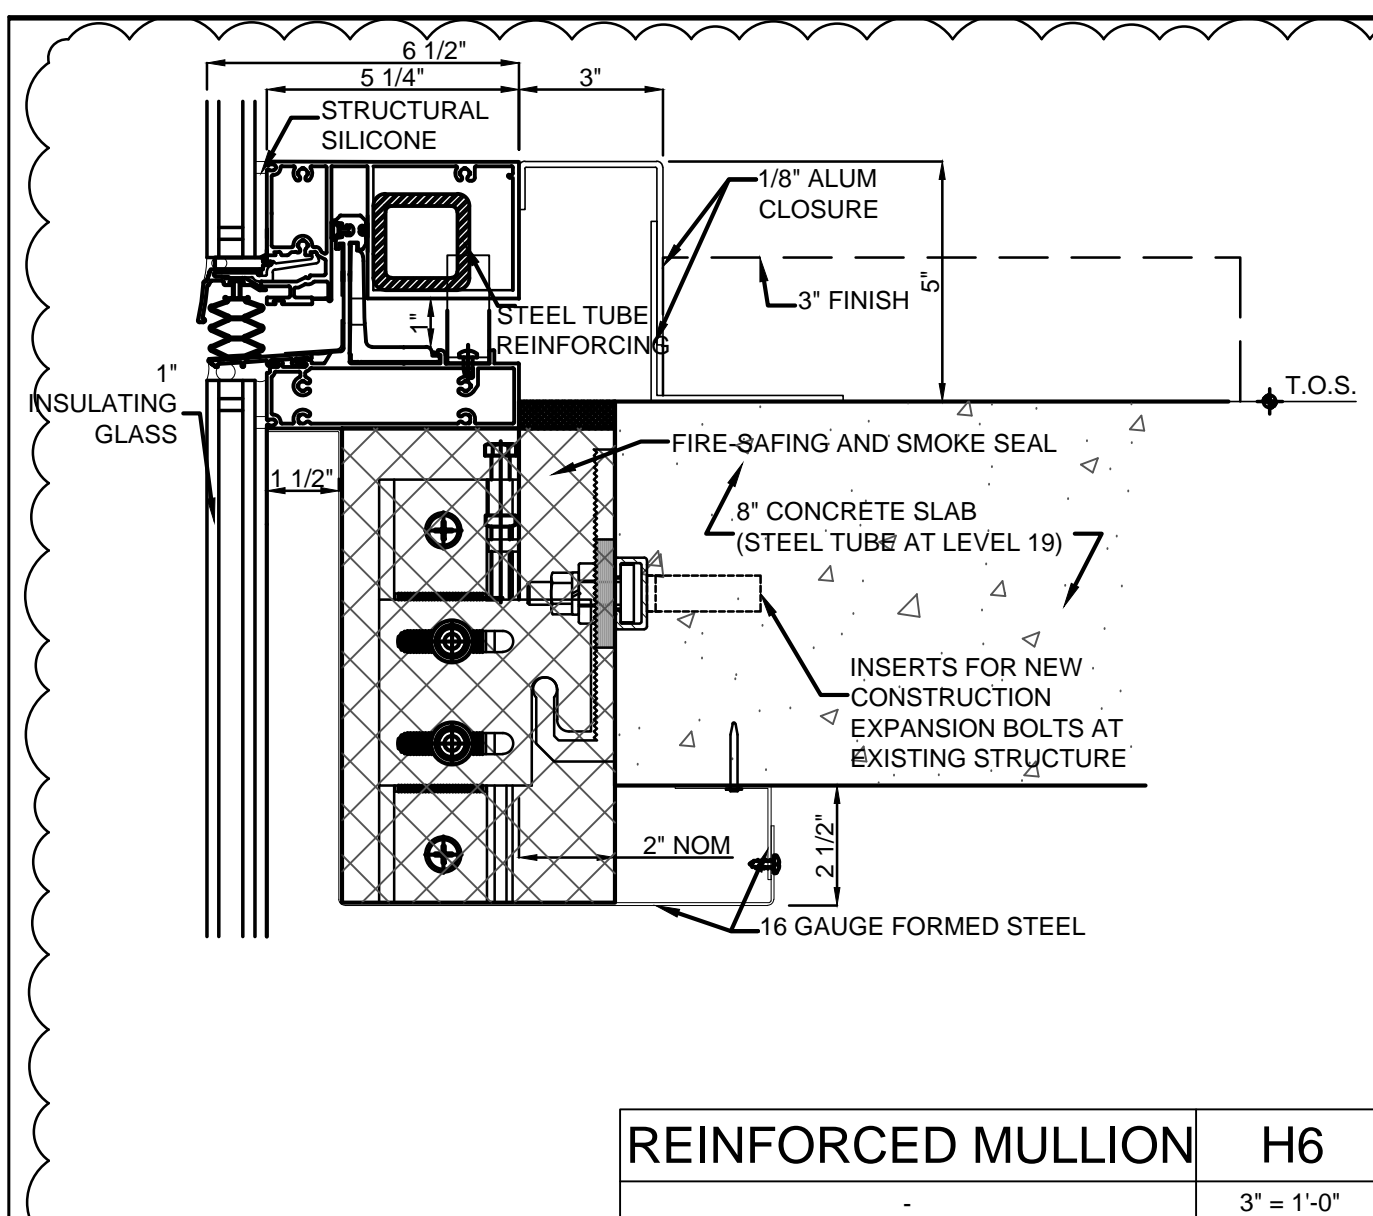 6 1/2"
5 1/4"
3"
STRUCTURAL
SILICONE
1/8" ALUM
CLOSURE
5"
3" FINISH
1"
STEEL TUBE
REINFORCING
T.O.S.
1"
INSULATING
GLASS
FIRE-SAFING AND SMOKE SEAL
1 1/2"
8" CONCRETE SLAB
(STEEL TUBE AT LEVEL 19)
INSERTS FOR NEW
CONSTRUCTION
EXPANSION BOLTS AT
EXISTING STRUCTURE
2" NOM
2 1/2"
16 GAUGE FORMED STEEL
REINFORCED MULLION
H6
-
3" = 1'-0"